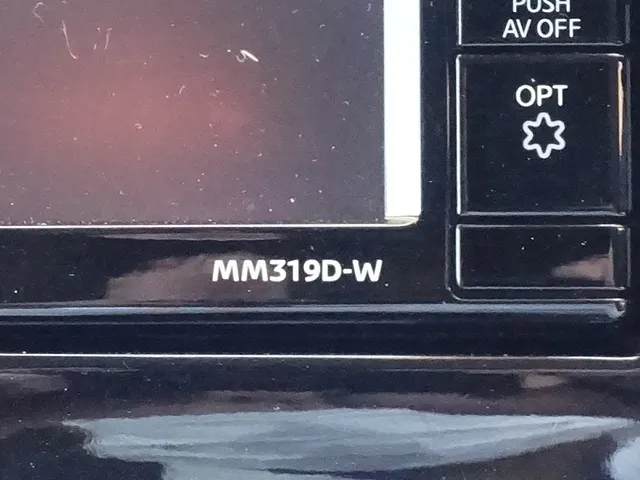 PUSH
AV OFF
OPT
MM319D-W